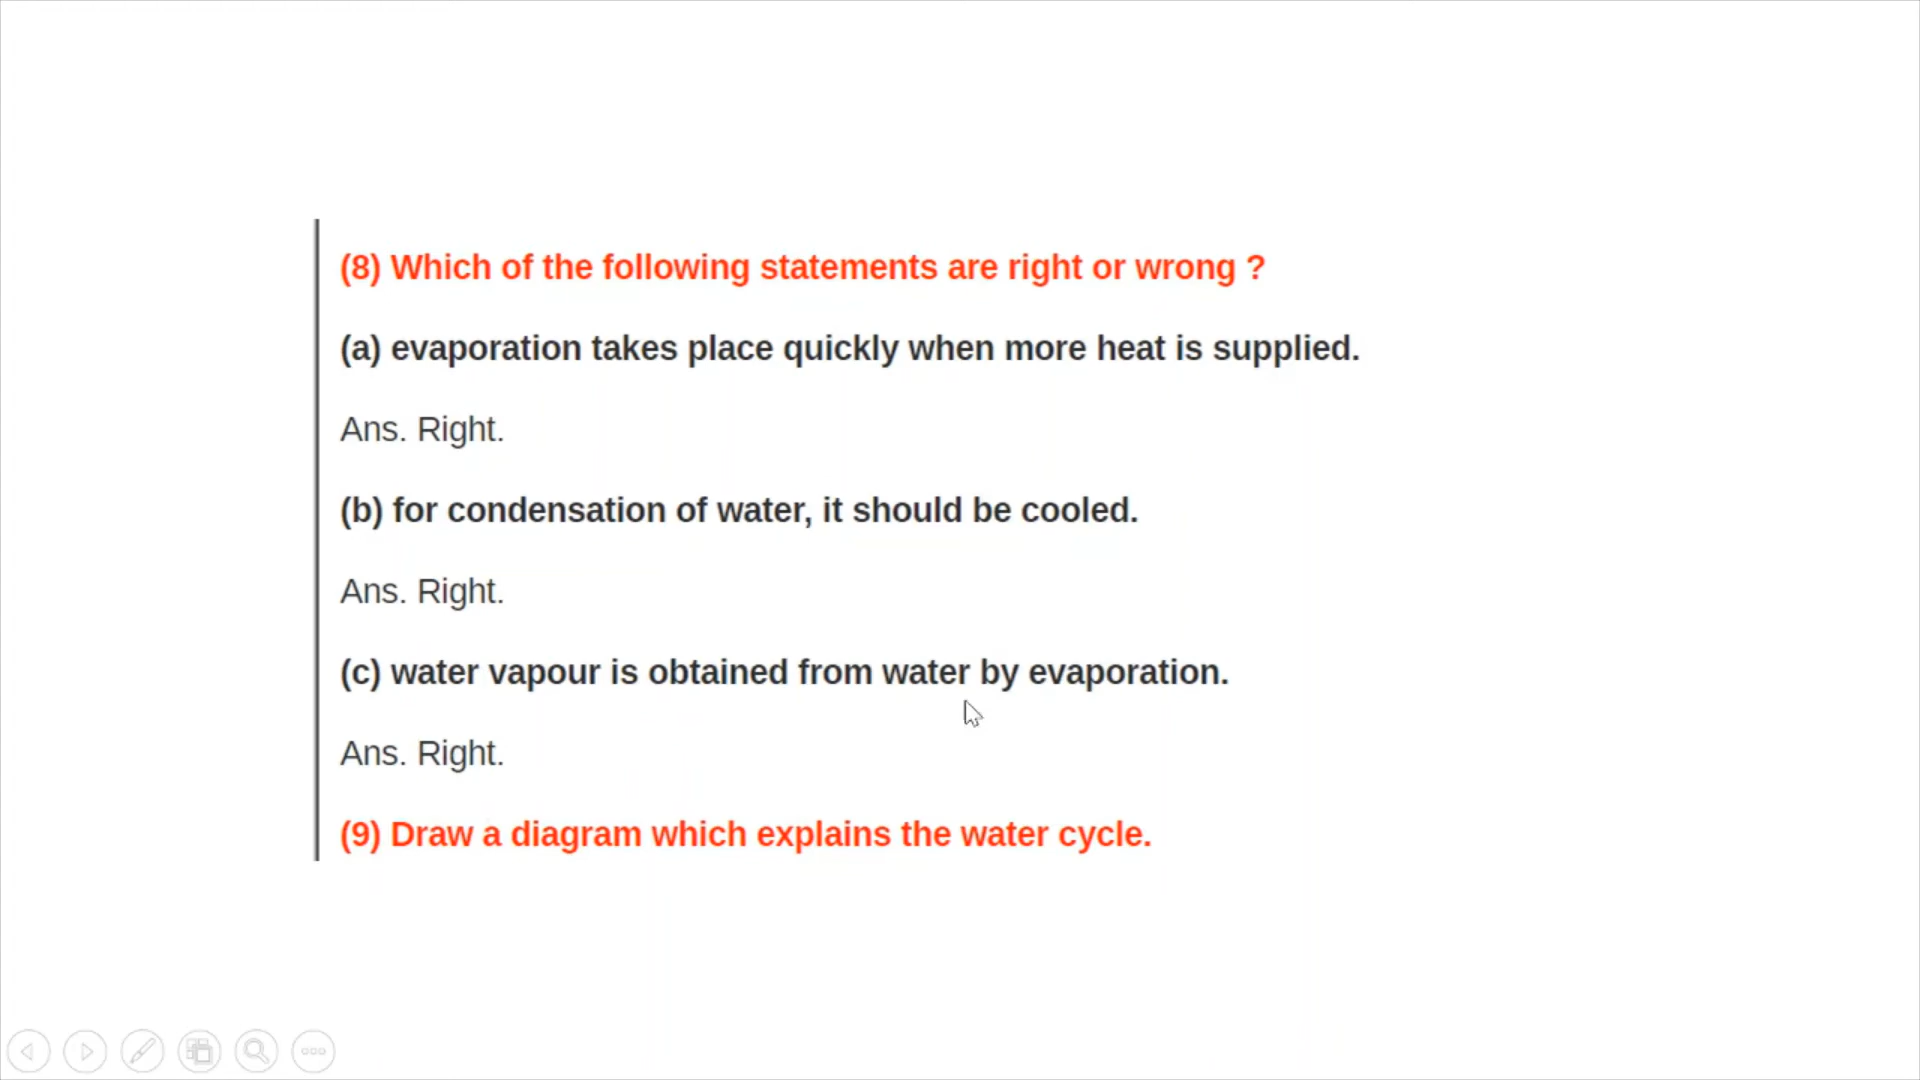 (8) Which of the following statements are right or wrong ?
(a) evaporation takes place quickly when more heat is supplied.
Ans. Right.
(b) for condensation of water, it should be cooled.
Ans. Right.
(c) water vapour is obtained from water by evaporation.
Ans. Right.
(9) Draw a diagram which explains the water cycle.